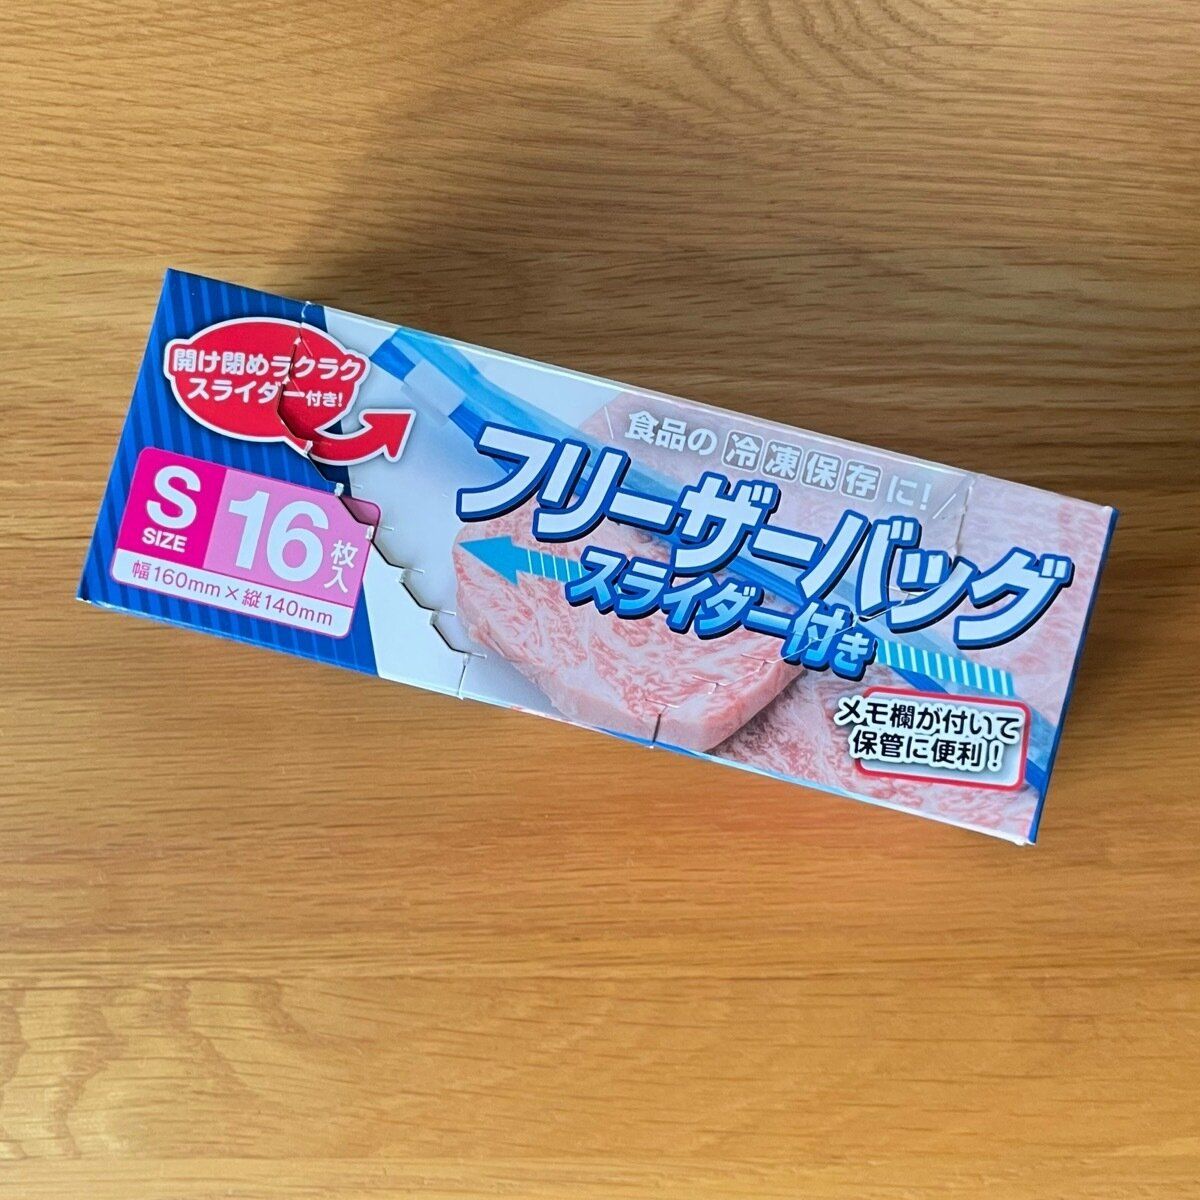 開け閉めラクラク
スライダー付き!
S
SIZE
16枚入
幅160mm×縦140mm
食品の冷凍保存に!
フリーザーバッグ
スライダー付き
メモ欄が付いて
保管に便利!